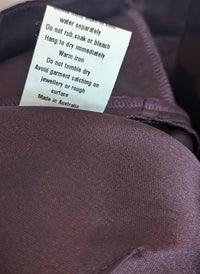 water separately
Do not rub,soak or bleach
Hang to dry immediately
Warm iron
Do not tumble dry
Avoid garment catching on
jewellery or rough
surface
Made in Australia